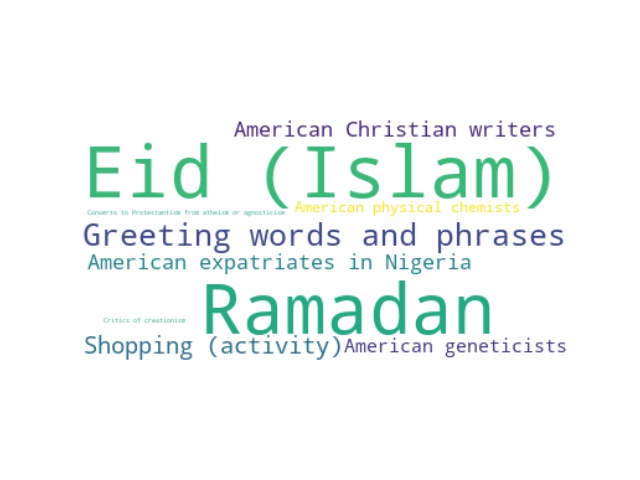 American Christian writers
Eid (Islam)
American physical chemists
Converts to Protestantism from atheism or agnosticism
Greeting words and phrases
American expatriates in Nigeria
Ramadan
Critics of creationism
Shopping (activity)
American geneticists